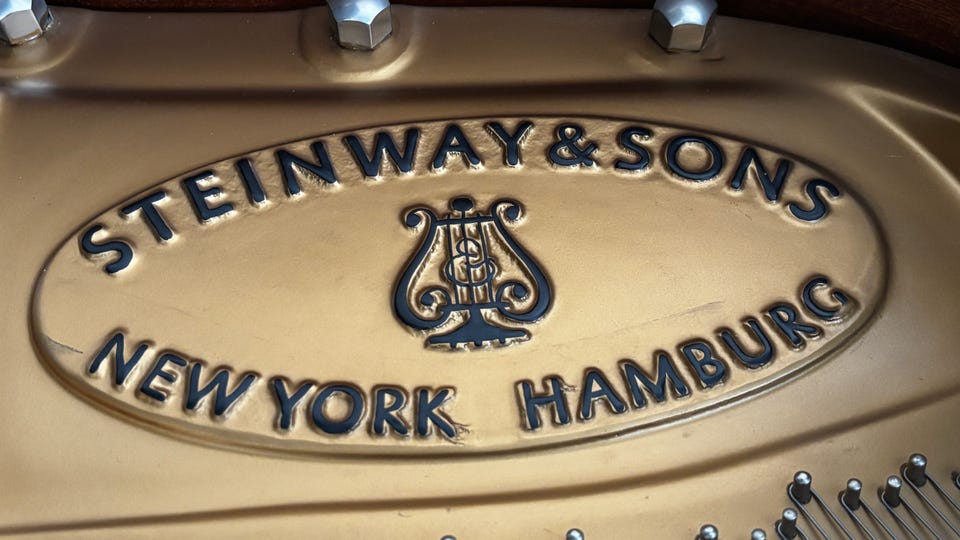 STEINWAY & SONS
NEW YORK HAMBURG